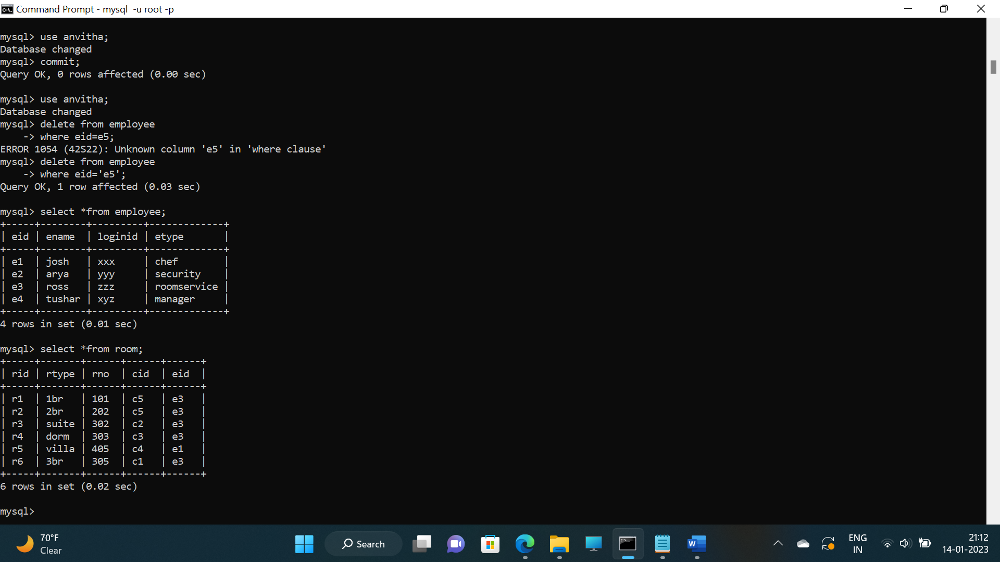 Command Prompt - mysql  -u root -p
mysql> use anvitha;
Database changed
mysql> commit;
Query OK, 0 rows affected (0.00 sec)
mysql> use anvitha;
Database changed
mysql> delete from employee
    -> where eid=e5;
ERROR 1054 (42S22): Unknown column 'e5' in 'where clause'
mysql> delete from employee
    -> where eid='e5';
Query OK, 1 row affected (0.03 sec)
mysql> select *from employee;
+-----+--------+---------+-------------+
| eid | ename  | loginid | etype       |
+-----+--------+---------+-------------+
| e1  | josh   | xxx     | chef        |
| e2  | arya   | yyy     | security    |
| e3  | ross   | zzz     | roomservice |
| e4  | tushar | xyz     | manager     |
+-----+--------+---------+-------------+
4 rows in set (0.01 sec)
mysql> select *from room;
+-----+-------+------+------+------+
| rid | rtype | rno  | cid  | eid  |
+-----+-------+------+------+------+
| r1  | 1br   | 101  | c5   | e3   |
| r2  | 2br   | 202  | c5   | e3   |
| r3  | suite | 302  | c2   | e3   |
| r4  | dorm  | 303  | c3   | e3   |
| r5  | villa | 405  | c4   | e1   |
| r6  | 3br   | 305  | c1   | e3   |
+-----+-------+------+------+------+
6 rows in set (0.02 sec)
mysql>
70°F
Clear
Search
W
ENG
IN
21:12
14-01-2023